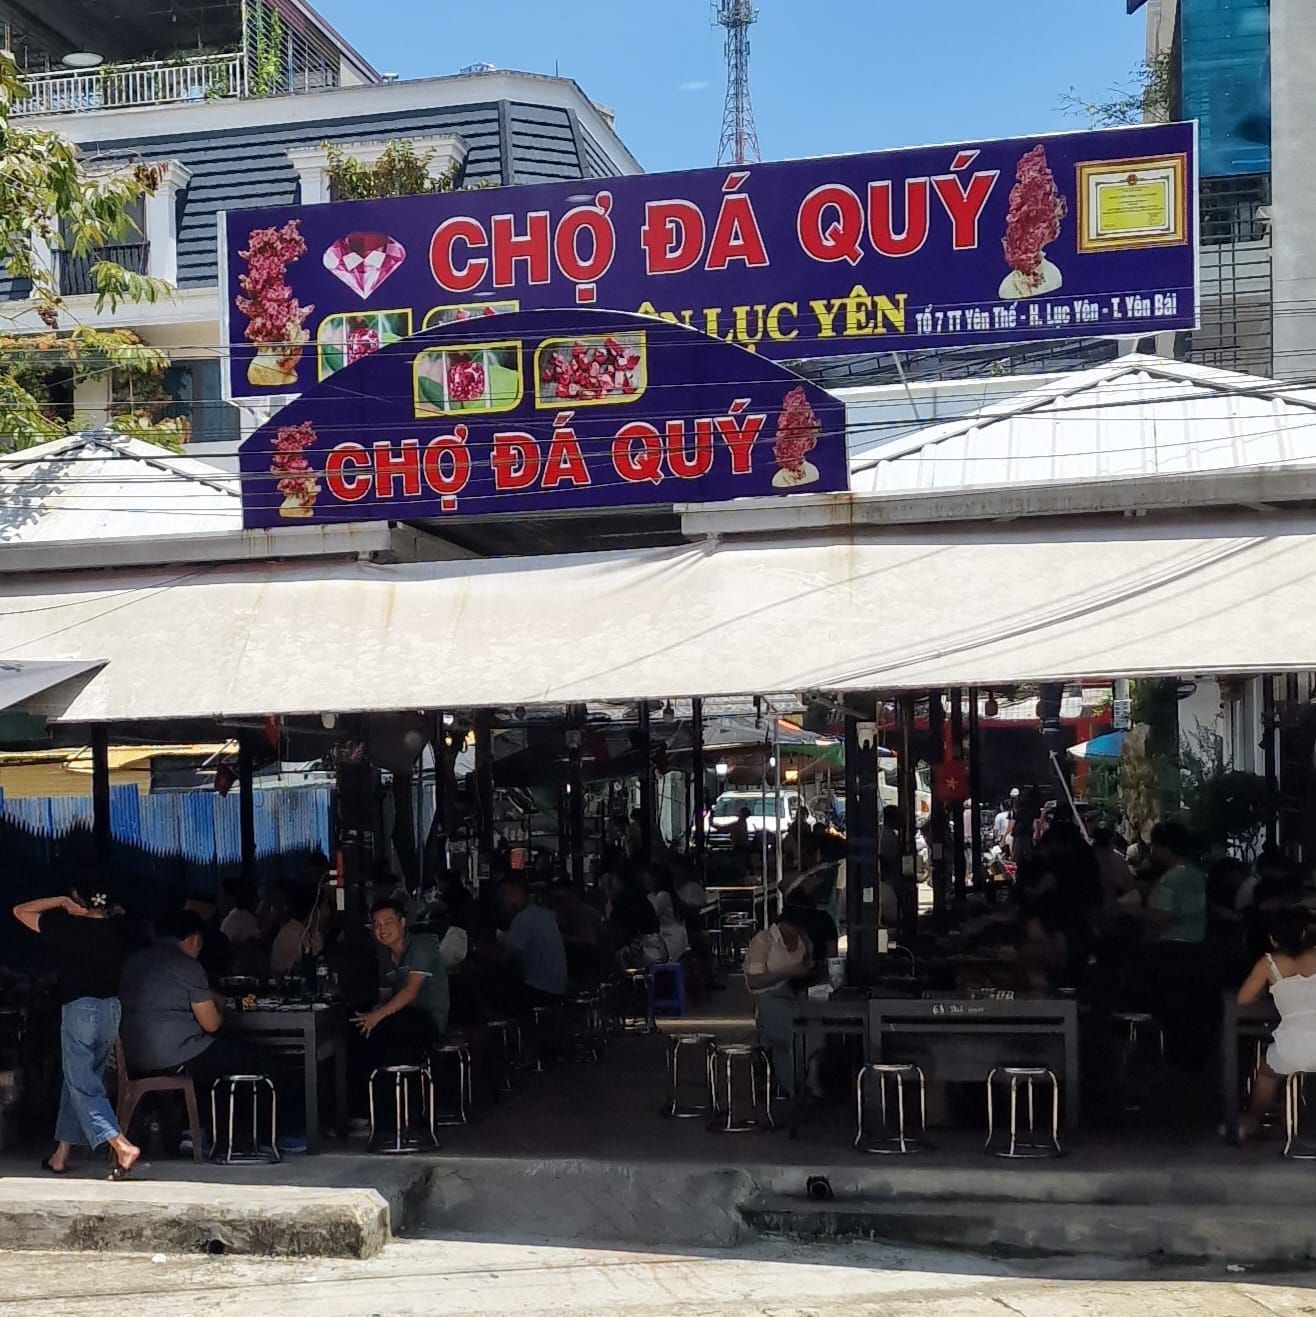 CHỢ ĐÁ QUÝ
LỤC YÊN
TỔ 7 TT Yên Thế - H. Lục Yên - T. Yên Bái
CHỢ ĐÁ QUÝ